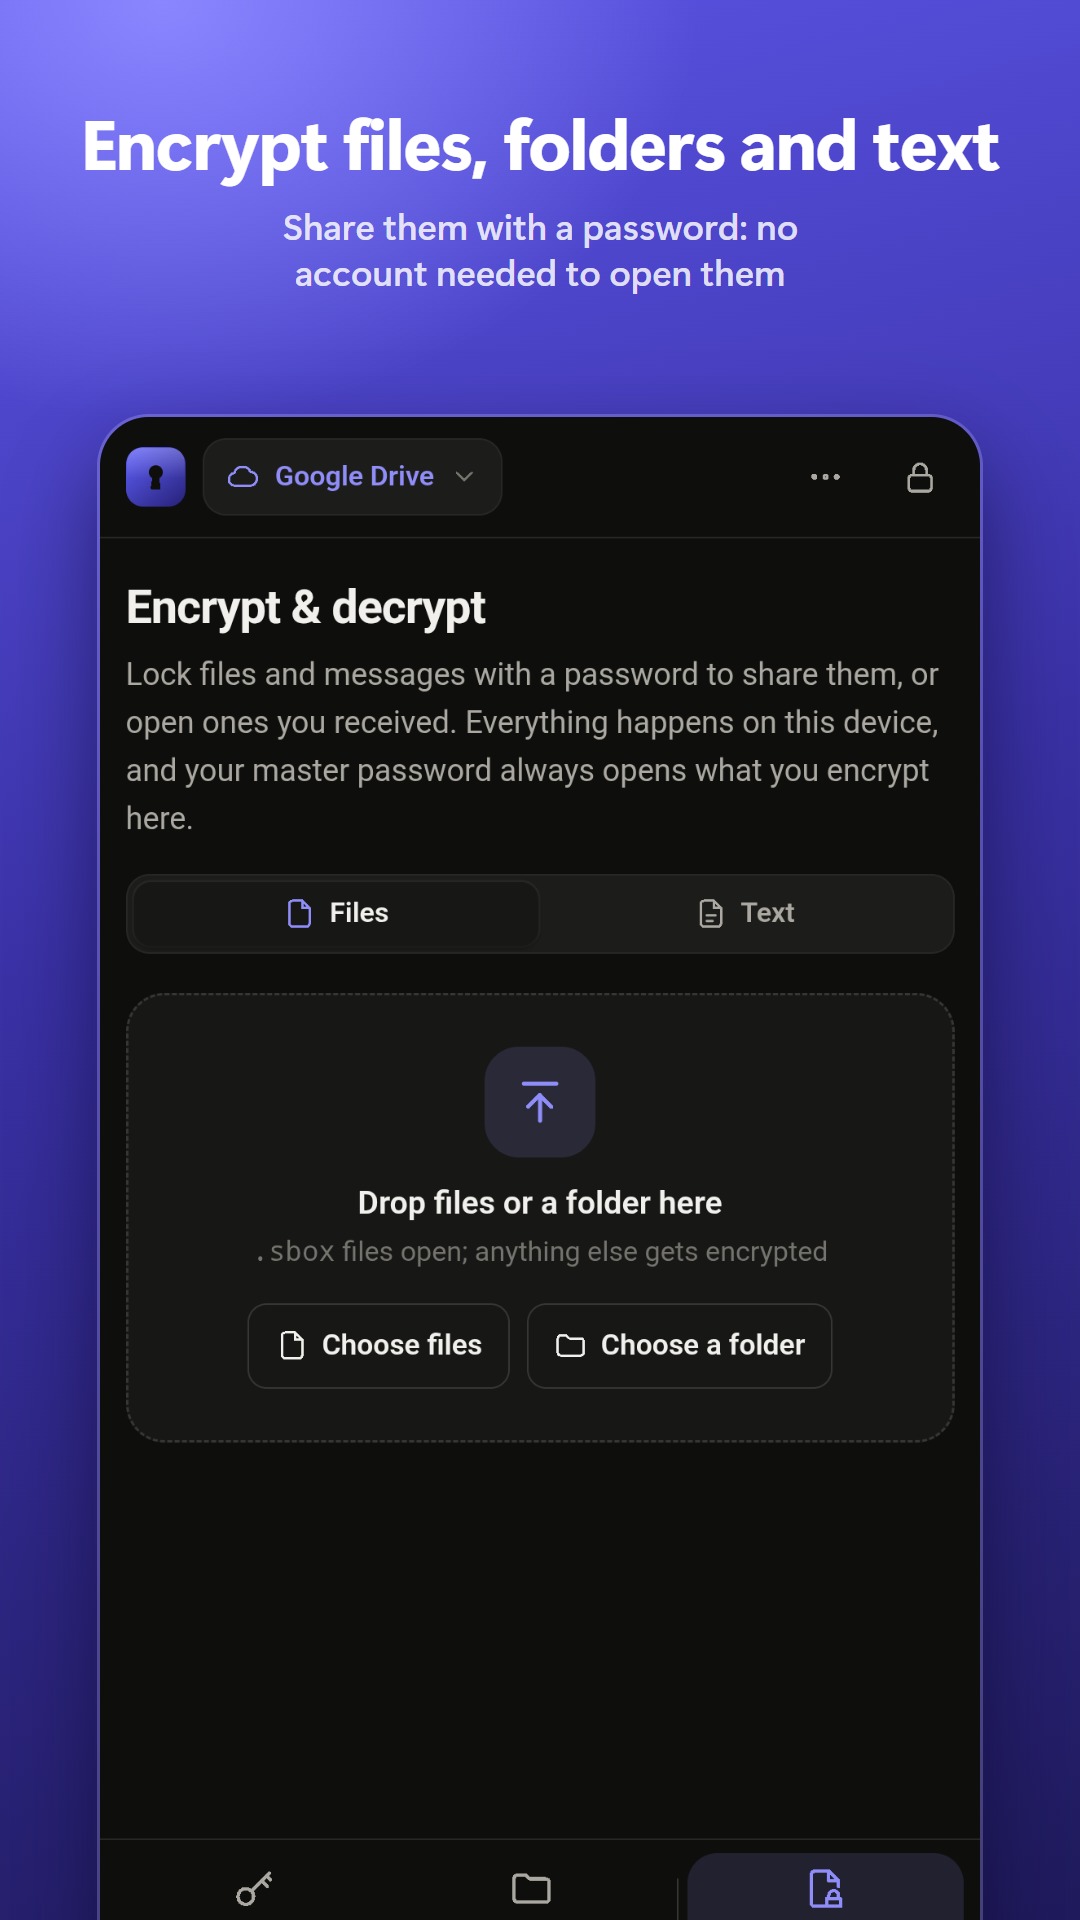 Encrypt files, folders and text
Share them with a password: no
account needed to open them
Google Drive
Encrypt & decrypt
Lock files and messages with a password to share them, or
open ones you received. Everything happens on this device,
and your master password always opens what you encrypt
here.
Files
Text
Drop files or a folder here
.sbox files open; anything else gets encrypted
Choose files
Choose a folder